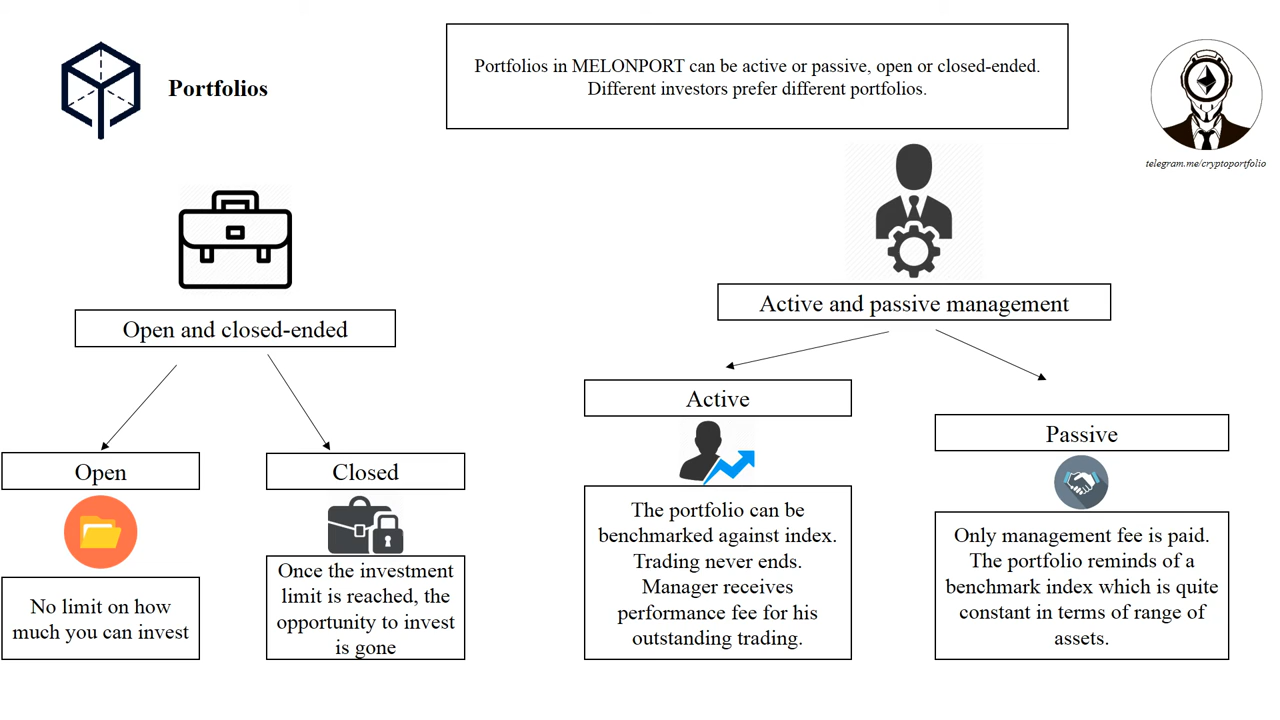 Portfolios
Portfolios in MELONPORT can be active or passive, open or closed-ended.
Different investors prefer different portfolios.
telegram.me/cryptoportfolio
Open and closed-ended
Open
No limit on how
much you can invest
Closed
Once the investment
limit is reached, the
opportunity to invest
is gone
Active and passive management
Active
The portfolio can be
benchmarked against index.
Trading never ends.
Manager receives
performance fee for his
outstanding trading.
Passive
Only management fee is paid.
The portfolio reminds of a
benchmark index which is quite
constant in terms of range of
assets.